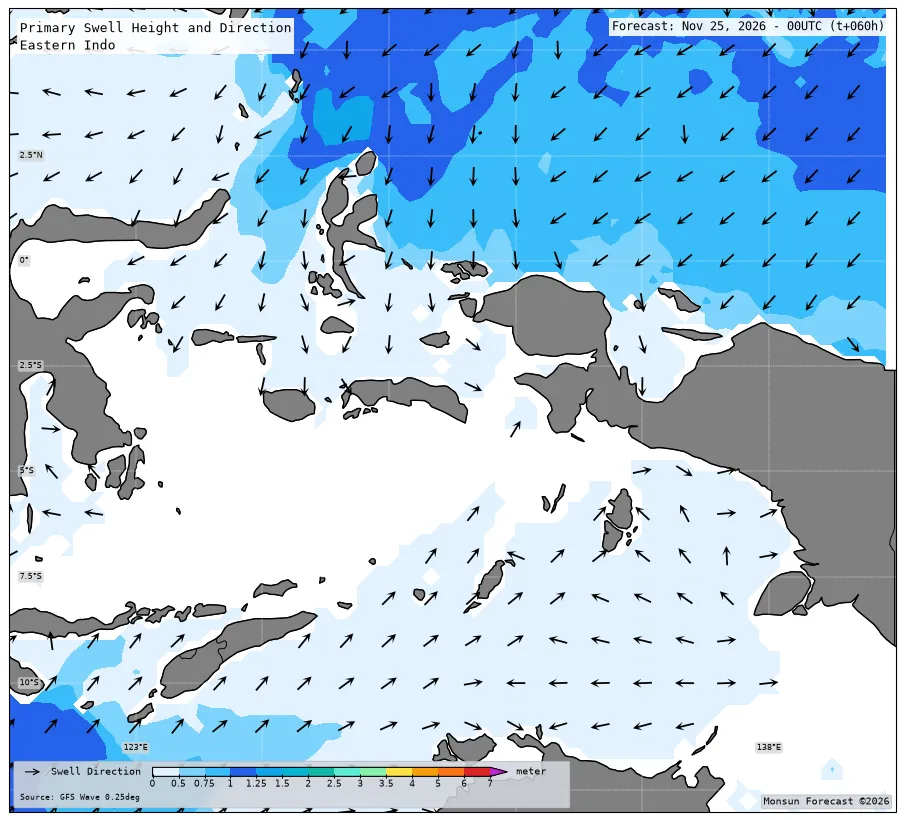 Primary Swell Height and Direction
Eastern Indo
Forecast: Nov 25, 2026 - 00UTC (t+060h)
2.5°N
0°
2.5°S
5°S
7.5°S
10°S
123°E
138°E
Swell Direction
0 0.5 0.75 1 1.25 1.5 2 2.5 3 3.5 4 5 6 7
meter
Source: GFS Wave 0.25deg
Monsun Forecast ©2026